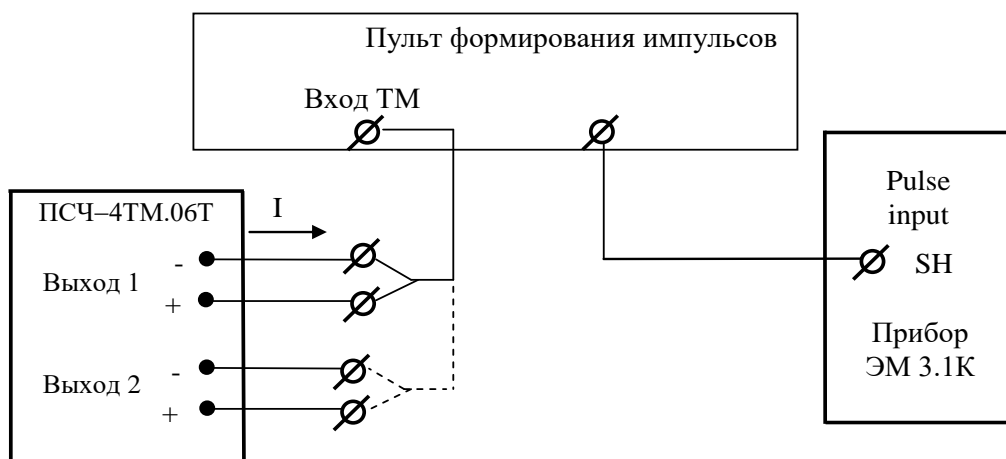 Пульт формирования импульсов
Вход ТМ
ПСЧ–4ТМ.06Т
I
-
Выход 1
+
-
Выход 2
+
Pulse
input
SH
Прибор
ЭМ 3.1К